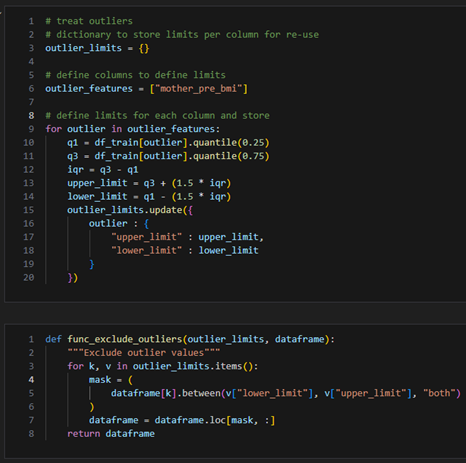 1 # treat outliers
2 # dictionary to store limits per column for re-use
3 outlier_limits = {}
4
5 # define columns to define limits
6 outlier_features = ["mother_pre_bmi"]
7
8 # define limits for each column and store
9 for outlier in outlier_features:
10     q1 = df_train[outlier].quantile(0.25)
11     q3 = df_train[outlier].quantile(0.75)
12     iqr = q3 - q1
13     upper_limit = q3 + (1.5 * iqr)
14     lower_limit = q1 - (1.5 * iqr)
15     outlier_limits.update({
16         outlier : {
17             "upper_limit" : upper_limit,
18             "lower_limit" : lower_limit
19         }
20     })
1 def func_exclude_outliers(outlier_limits, dataframe):
2     """Exclude outlier values"""
3     for k, v in outlier_limits.items():
4         mask = (
5             dataframe[k].between(v["lower_limit"], v["upper_limit"], "both")
6         )
7         dataframe = dataframe.loc[mask, :]
8     return dataframe